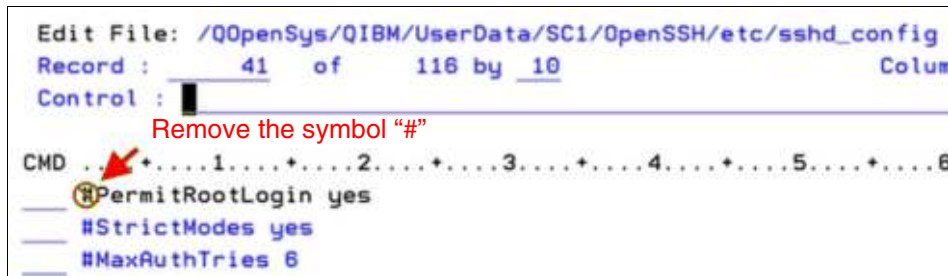 Edit File: /QOpenSys/QIBM/UserData/SC1/OpenSSH/etc/sshd_config
Record : 41 of 116 by 10 Colum
Control :
Remove the symbol “#”
CMD ....+....1....+....2....+....3....+....4....+....5....+....6
#PermitRootLogin yes
#StrictModes yes
#MaxAuthTries 6